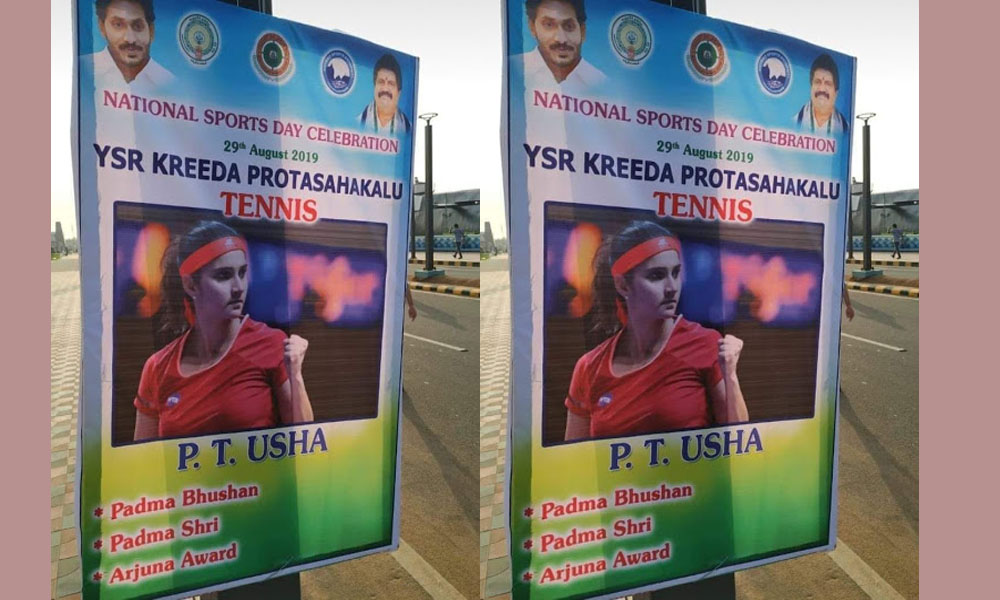 NATIONAL SPORTS DAY CELEBRATION
29th August 2019
YSR KREEDA PROTASAHAKALU
TENNIS
P. T. USHA
* Padma Bhushan
* Padma Shri
* Arjuna Award
NATIONAL SPORTS DAY CELEBRATION
29th August 2019
YSR KREEDA PROTASAHAKALU
TENNIS
P. T. USHA
* Padma Bhushan
* Padma Shri
* Arjuna Award